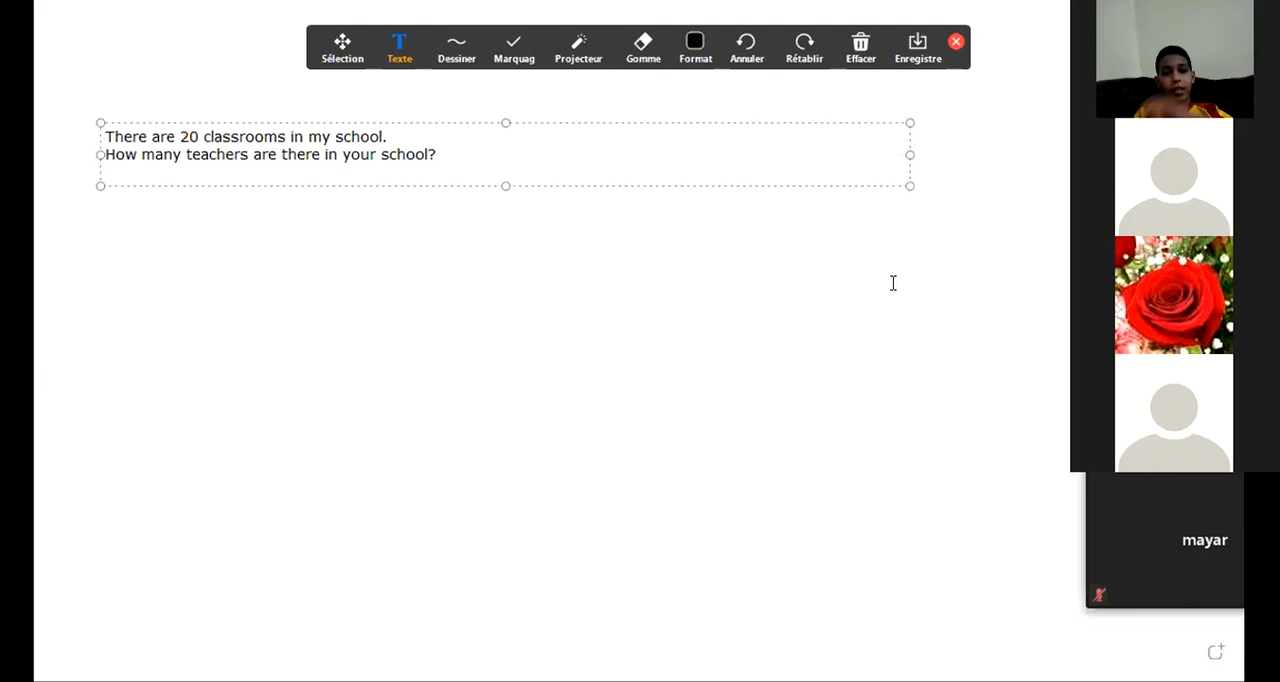 Sélection Texte Dessiner Marquag Projecteur Gomme Format Annuler Rétablir Effacer Enregistre
There are 20 classrooms in my school.
How many teachers are there in your school?
mayar